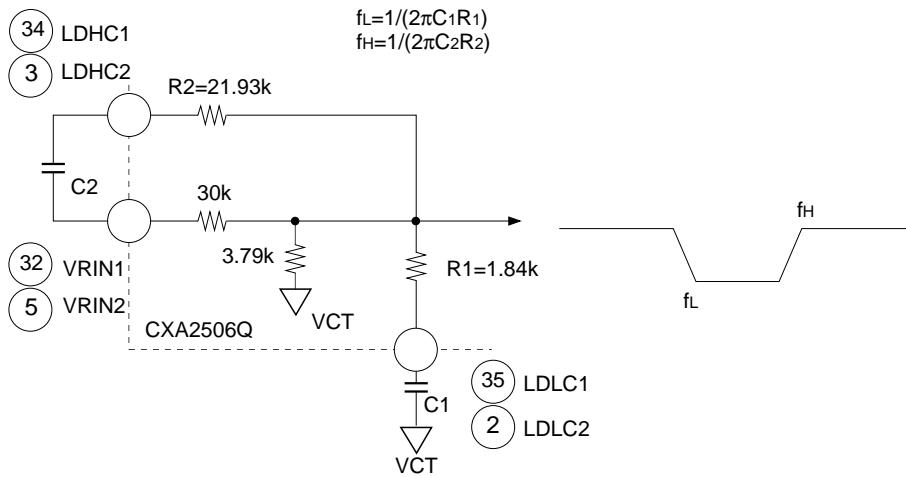 34 LDHC1
3 LDHC2
fL=1/(2πC1R1)
fH=1/(2πC2R2)
R2=21.93k
C2
30k
3.79k
R1=1.84k
32 VRIN1
5 VRIN2
VCT
CXA2506Q
C1
35 LDLC1
2 LDLC2
VCT
fH
fL